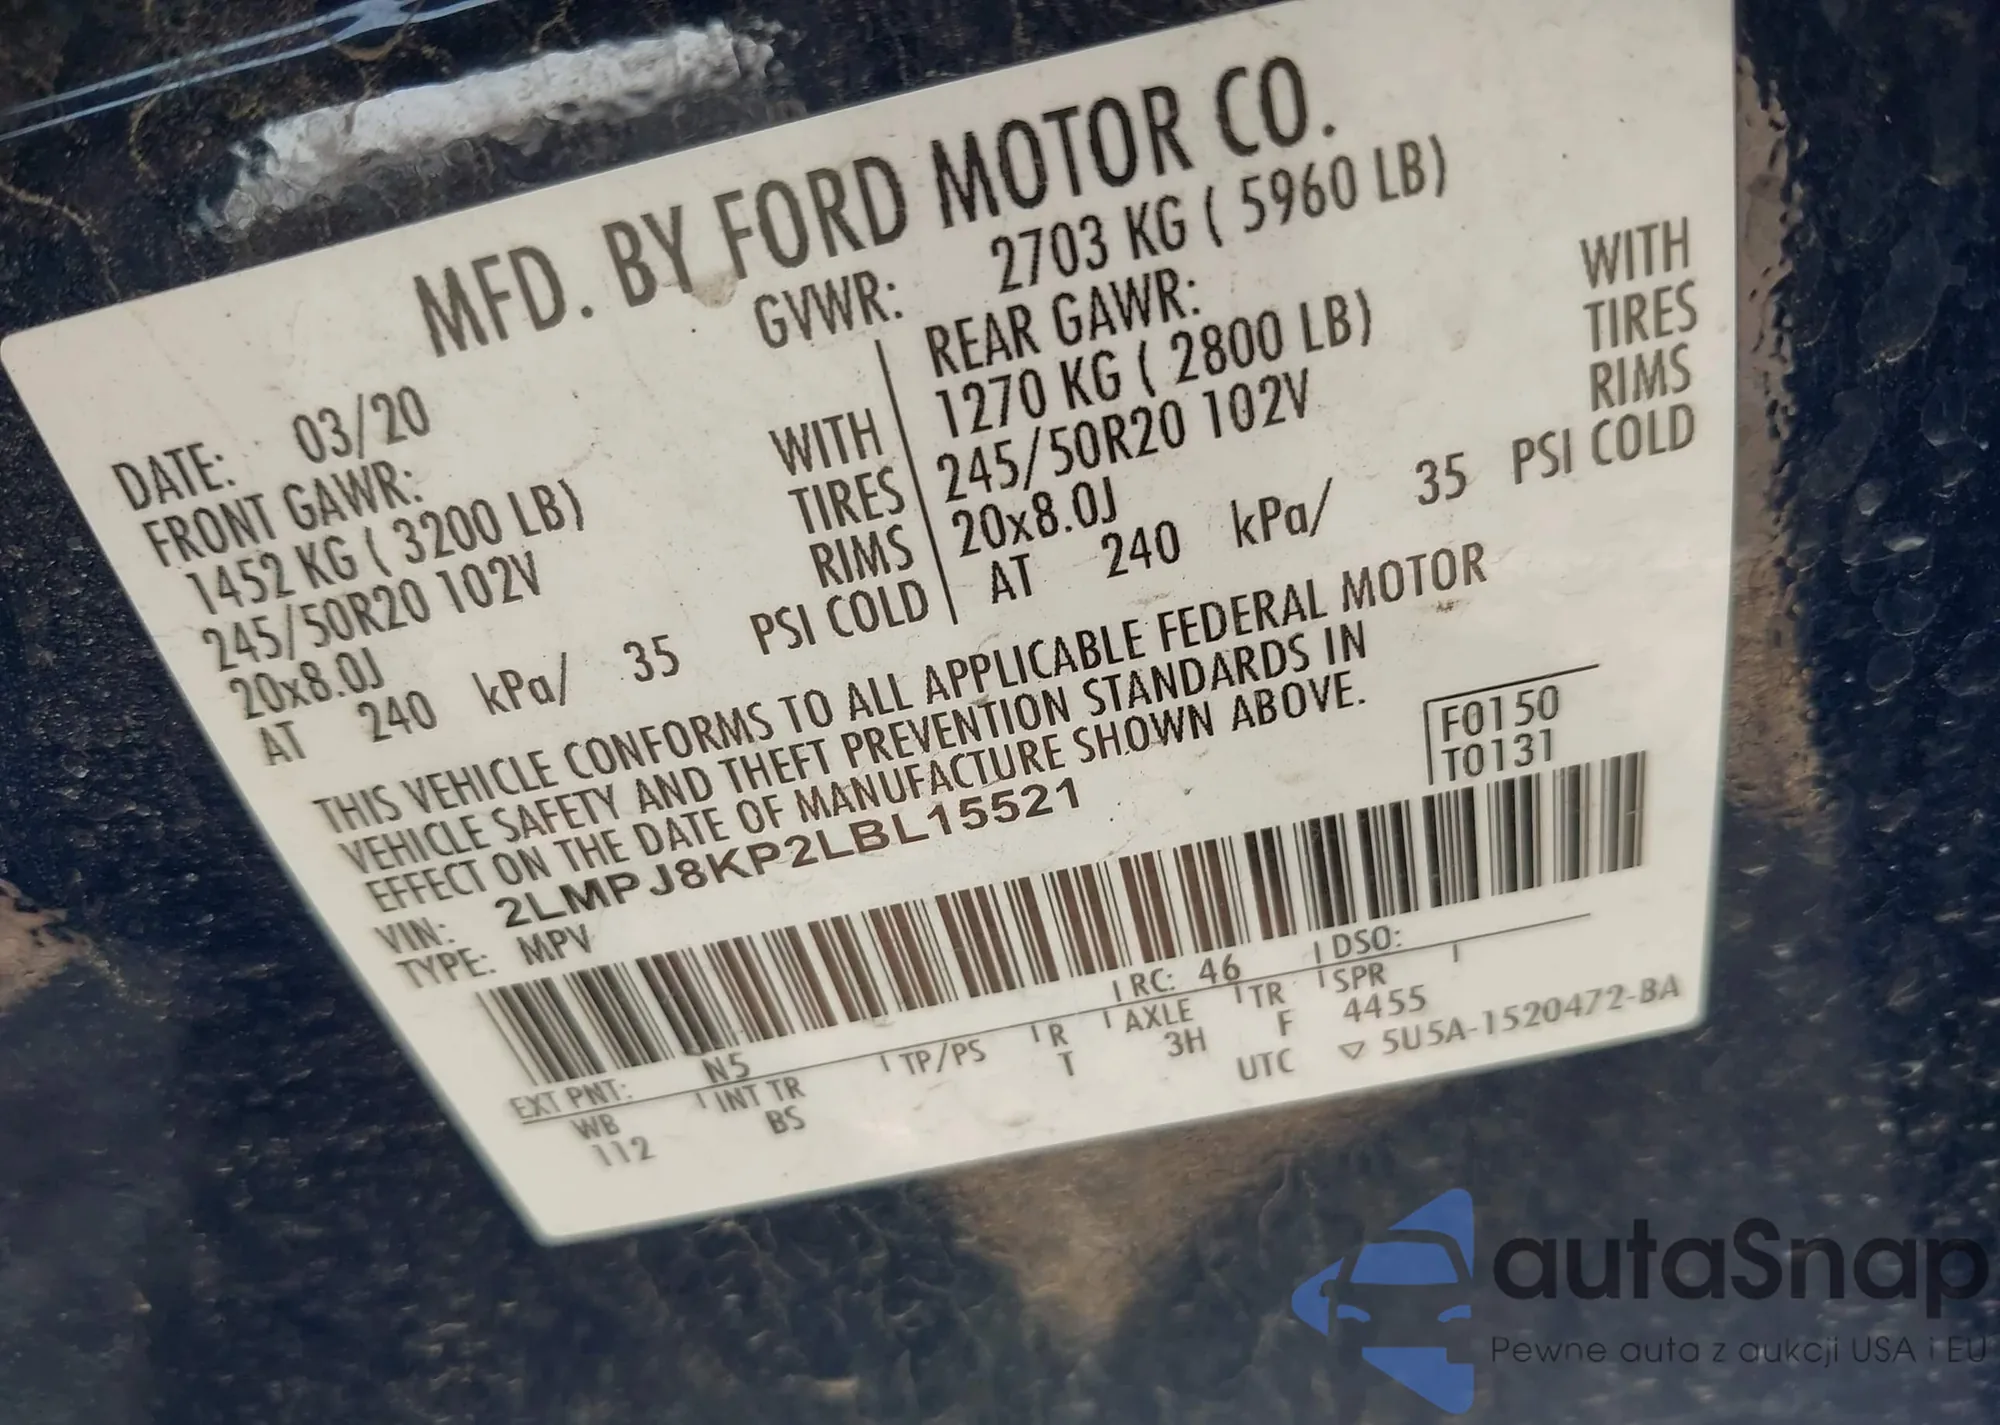 MFD. BY FORD MOTOR CO.
DATE: 03/20 GVWR: 2703 KG ( 5960 LB)
FRONT GAWR: REAR GAWR:
1452 KG ( 3200 LB) WITH 1270 KG ( 2800 LB) WITH
245/50R20 102V TIRES 245/50R20 102V TIRES
20x8.0J RIMS 20x8.0J RIMS
AT 240 kPa/ 35 PSI COLD AT 240 kPa/ 35 PSI COLD
THIS VEHICLE CONFORMS TO ALL APPLICABLE FEDERAL MOTOR
VEHICLE SAFETY AND THEFT PREVENTION STANDARDS IN
EFFECT ON THE DATE OF MANUFACTURE SHOWN ABOVE.
VIN: 2LMPJ8KP2LBL15521 F0150
TYPE: MPV T0131
EXT PNT: N5 RC: 46 DSO:
WB INT TR TP/PS R AXLE TR SPR
112 BS T 3H F 4455
UTC ▽ 5U5A-1520472-BA
autaSnap
Pewne auta z aukcji USA i EU